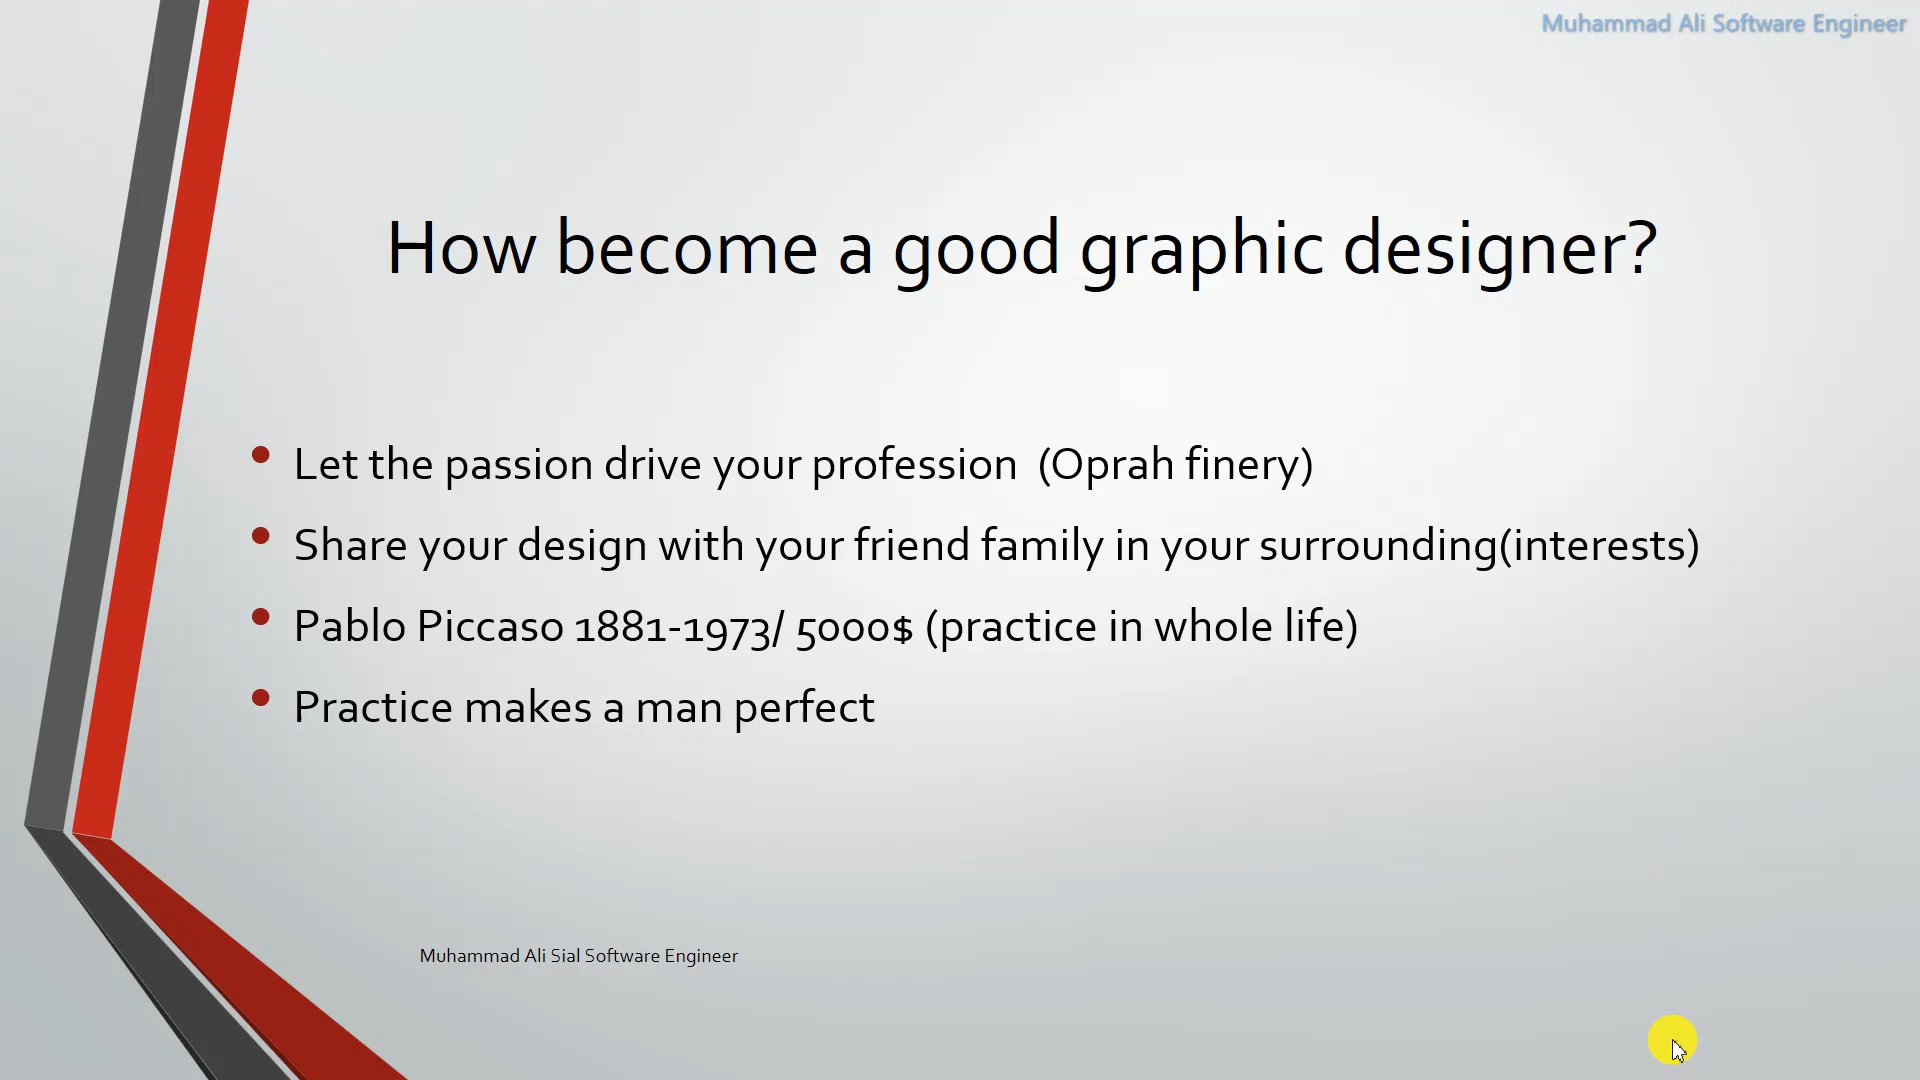 Muhammad Ali Software Engineer
How become a good graphic designer?
• Let the passion drive your profession  (Oprah finery)
• Share your design with your friend family in your surrounding(interests)
• Pablo Piccaso 1881-1973/ 5000$ (practice in whole life)
• Practice makes a man perfect
Muhammad Ali Sial Software Engineer